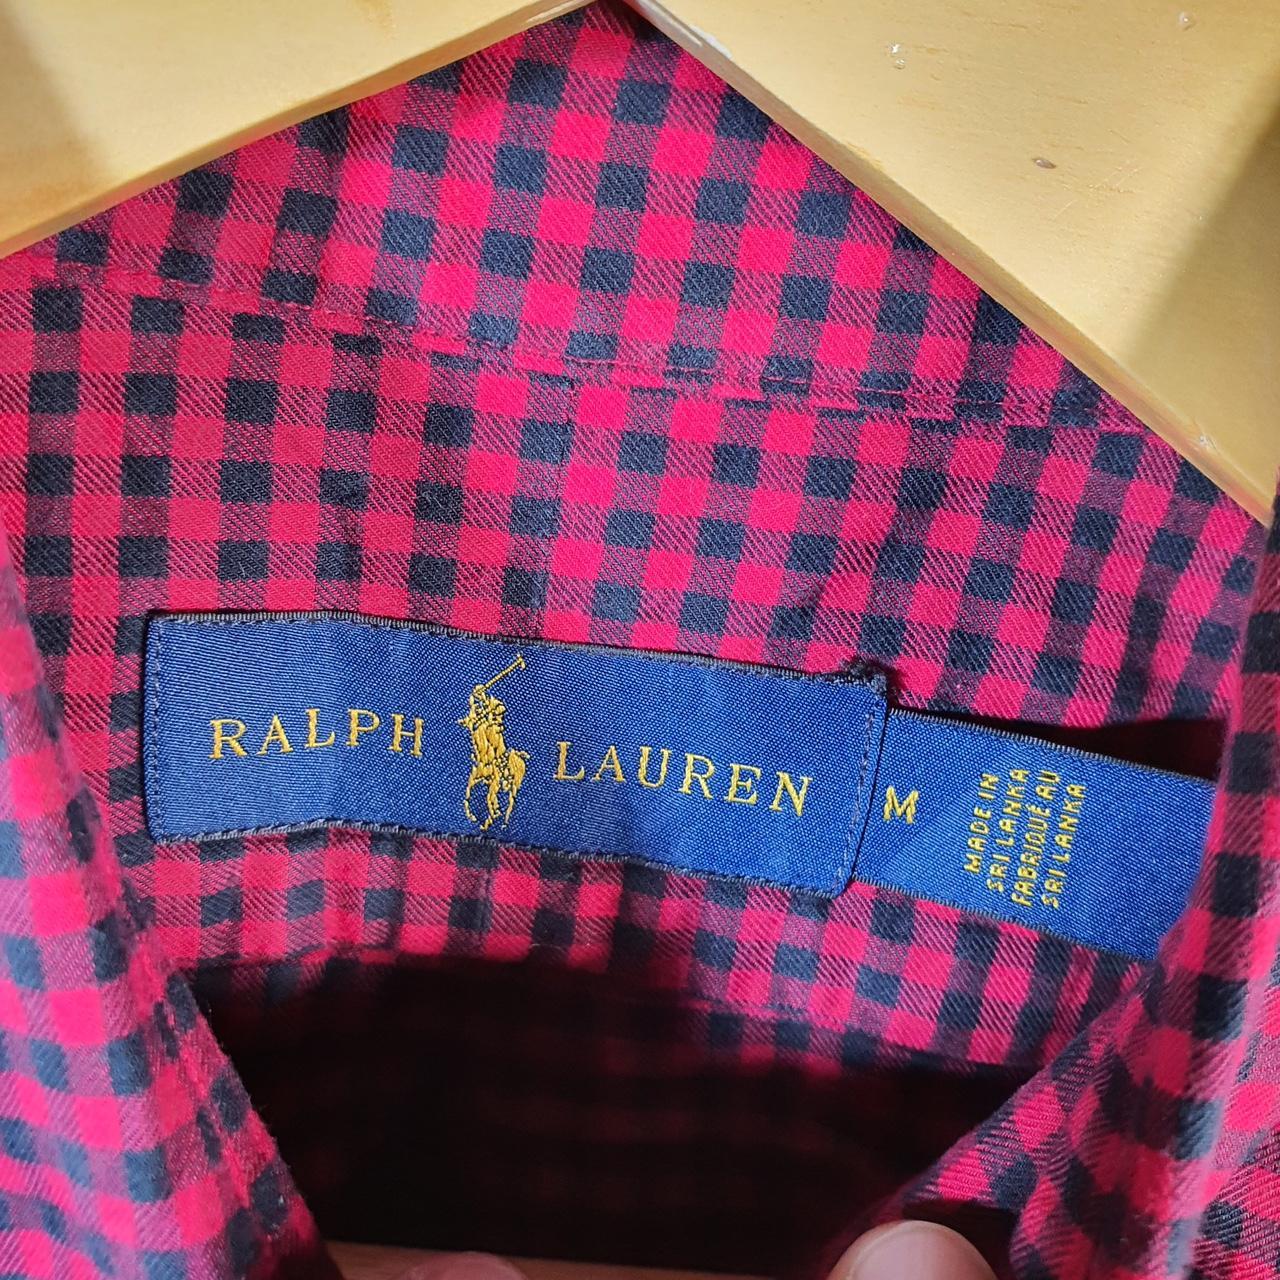 RALPH LAUREN
M
MADE IN
SRI LANKA
FABRIQUÉ AU
SRI LANKA